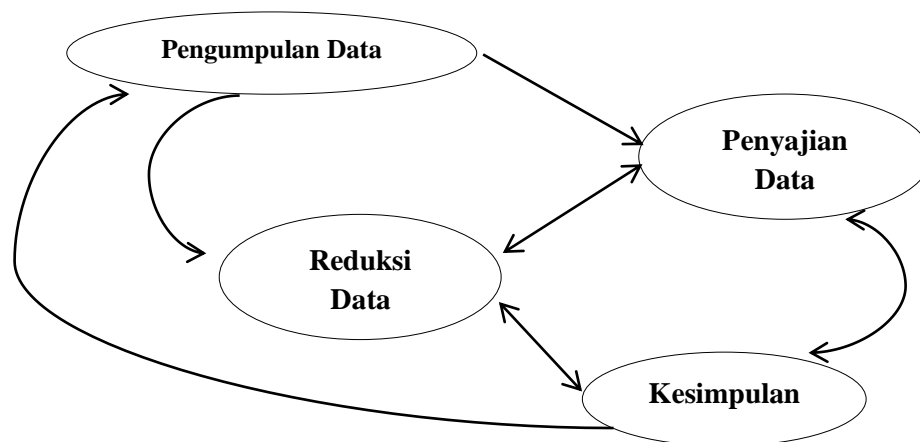 Pengumpulan Data
Penyajian
Data
Reduksi
Data
Kesimpulan